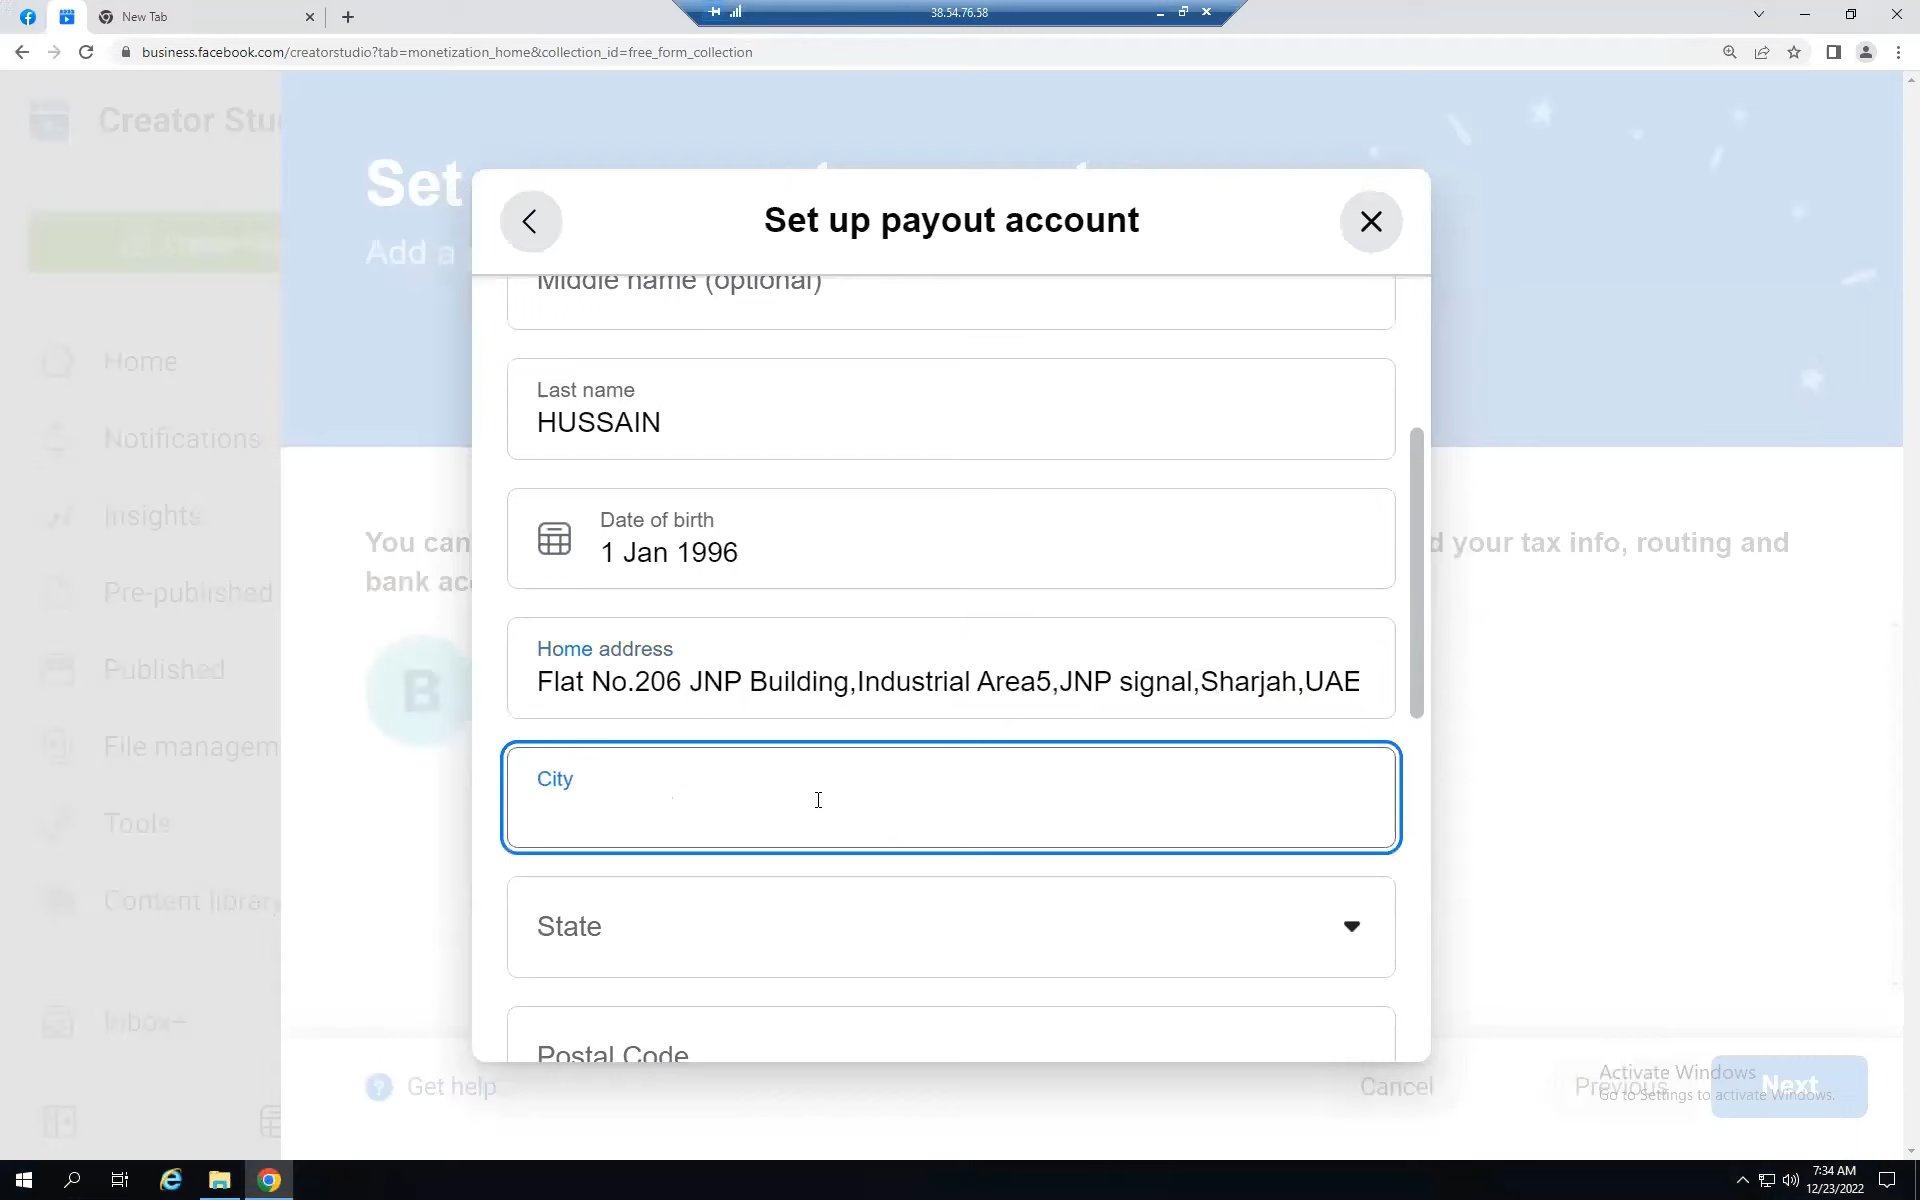 New Tab
38.54.76.58
business.facebook.com/creatorstudio?tab=monetization_home&collection_id=free_form_collection
Creator Stu
Set
Add a
Set up payout account
Middle name (optional)
Last name
HUSSAIN
Date of birth
1 Jan 1996
Home address
Flat No.206 JNP Building,Industrial Area5,JNP signal,Sharjah,UAE
City
State
Postal Code
Home
Notifications
Insights
Pre-published
Published
File managem
Tools
Content library
Inbox+
You can
d your tax info, routing and
bank acc
B
Get help
Cancel
Previous
Next
Activate Windows
Go to Settings to activate Windows.
7:34 AM
12/23/2022